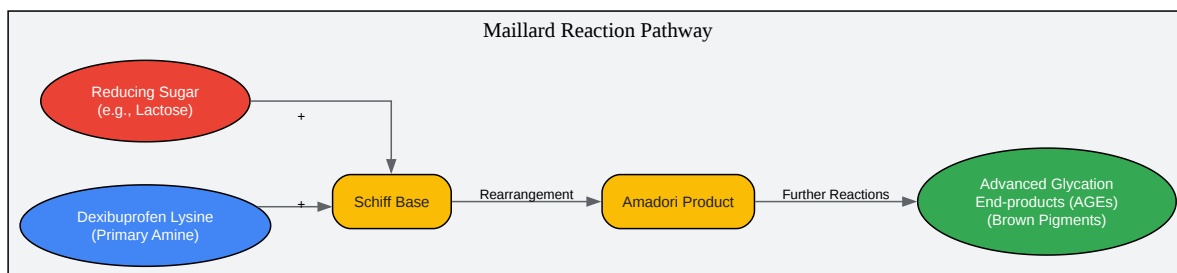 Maillard Reaction Pathway
Reducing Sugar
(e.g., Lactose)
+
Dexibuprofen Lysine
(Primary Amine)
+
Schiff Base
Rearrangement
Amadori Product
Further Reactions
Advanced Glycation
End-products (AGEs)
(Brown Pigments)